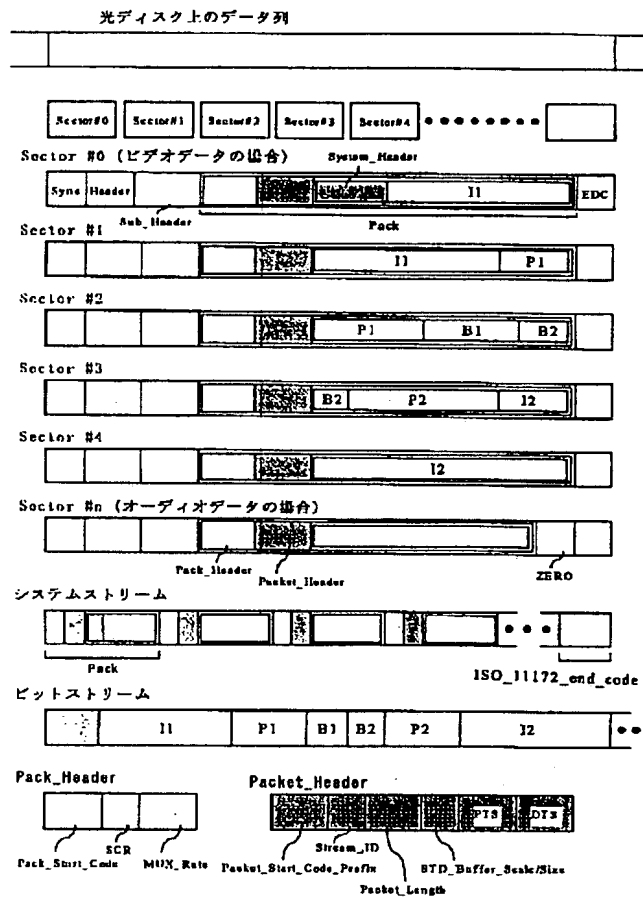 光ディスク上のデータ列
Sector#0 Sector#1 Sector#2 Sector#3 Sector#4
Sector #0 (ビデオデータの場合) System_Header
Sync Header I1 EDC
Sub_Header Pack
Sector #1
I1 P1
Sector #2
P1 B1 B2
Sector #3
B2 P2 I2
Sector #4
I2
Sector #n (オーディオデータの場合)
Pack_Header Packet_Header ZERO
システムストリーム
Pack ISO_11172_end_code
ビットストリーム
I1 P1 B1 B2 P2 I2
Pack_Header Packet_Header
PTS DTS
SCR Stream_ID
Pack_Start_Code MUX_Rate Packet_Start_Code_Prefix STD_Buffer_Scale/Size
Packet_Length